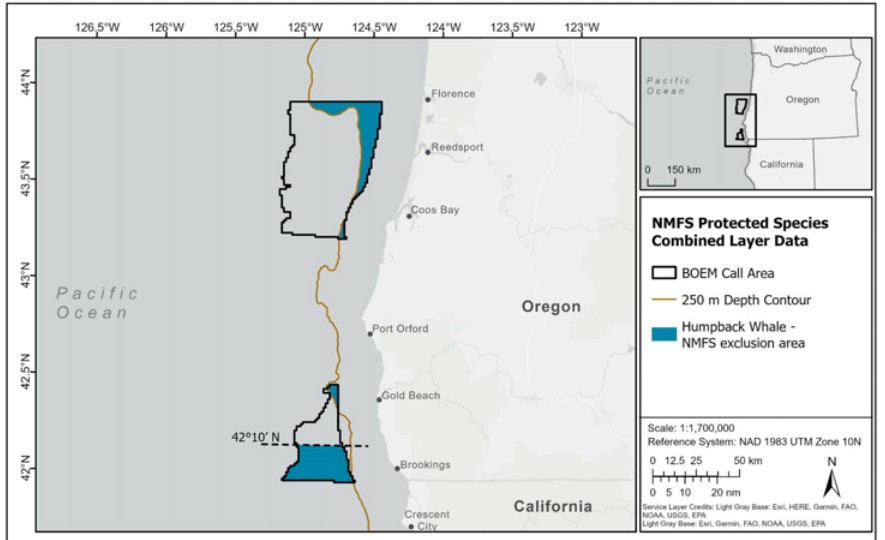 126.5°W 126°W 125.5°W 125°W 124.5°W 124°W 123.5°W 123°W
44°N
43.5°N
43°N
42.5°N
42°N
Florence
Reedsport
Coos Bay
Pacific
Ocean
Oregon
Port Orford
Gold Beach
42°10' N
Brookings
California
Crescent
City
Washington
Pacific
Ocean
Oregon
California
0 150 km
NMFS Protected Species
Combined Layer Data
BOEM Call Area
250 m Depth Contour
Humpback Whale -
NMFS exclusion area
Scale: 1:1,700,000
Reference System: NAD 1983 UTM Zone 10N
0 12.5 25 50 km
0 5 10 20 nm
N
Service Layer Credits: Light Gray Base: Esri, HERE, Garmin, FAO,
NOAA, USGS, EPA
Light Gray Base: Esri, Garmin, FAO, NOAA, USGS, EPA